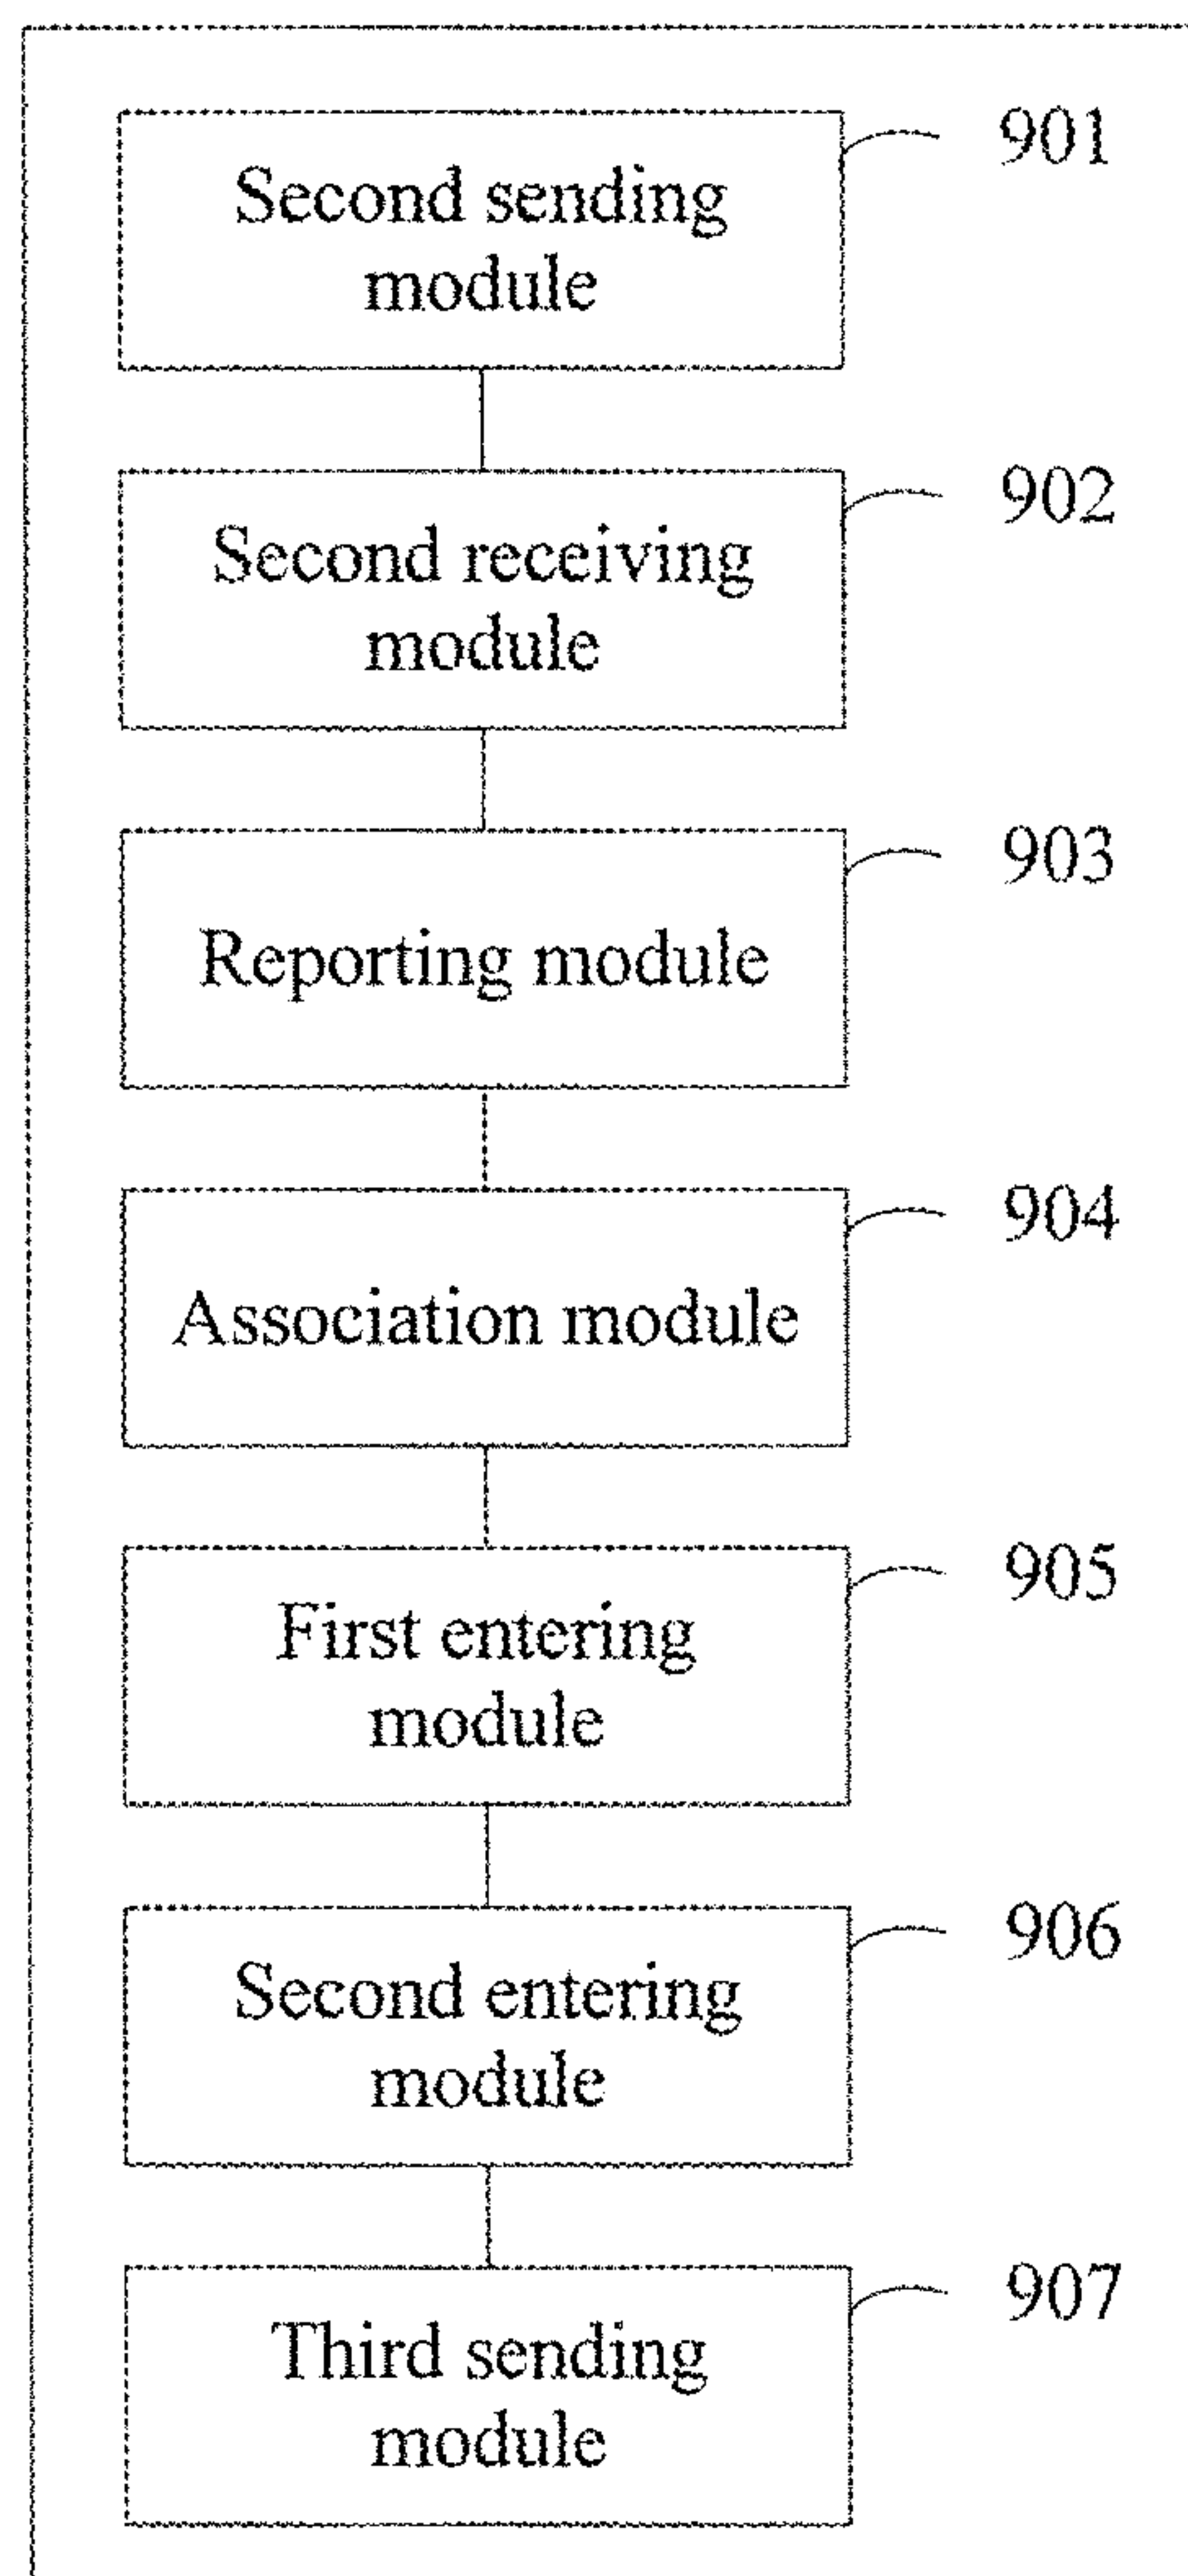 901
Second sending
module
902
Second receiving
module
903
Reporting module
904
Association module
905
First entering
module
906
Second entering
module
907
Third sending
module